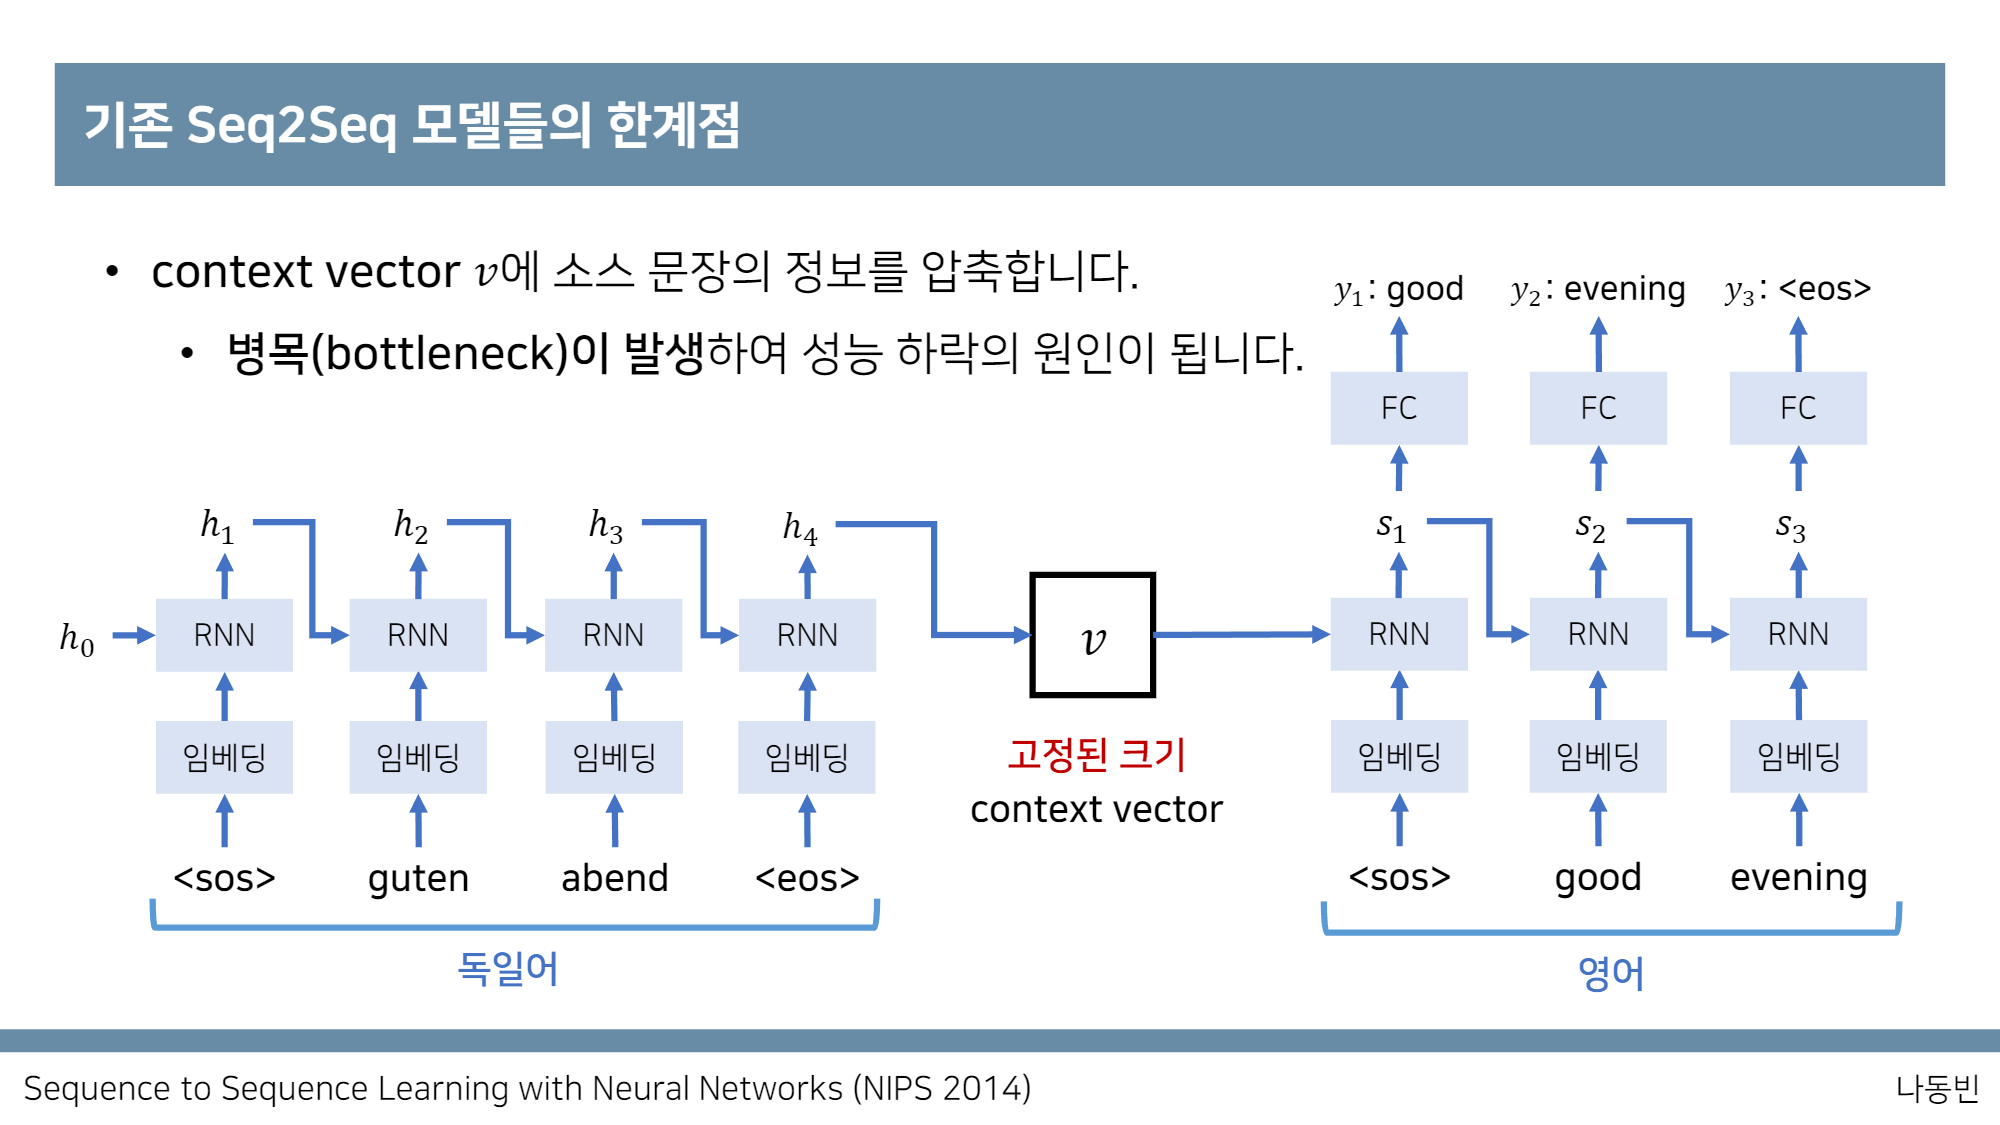 기존 Seq2Seq 모델들의 한계점
• context vector v에 소스 문장의 정보를 압축합니다.
• 병목(bottleneck)이 발생하여 성능 하락의 원인이 됩니다.
y₁: good y₂: evening y₃: <eos>
FC FC FC
h₁ h₂ h₃ h₄ s₁ s₂ s₃
h₀ RNN RNN RNN RNN v RNN RNN RNN
임베딩 임베딩 임베딩 임베딩 고정된 크기 임베딩 임베딩 임베딩
context vector
<sos> guten abend <eos> <sos> good evening
독일어 영어
Sequence to Sequence Learning with Neural Networks (NIPS 2014) 나동빈